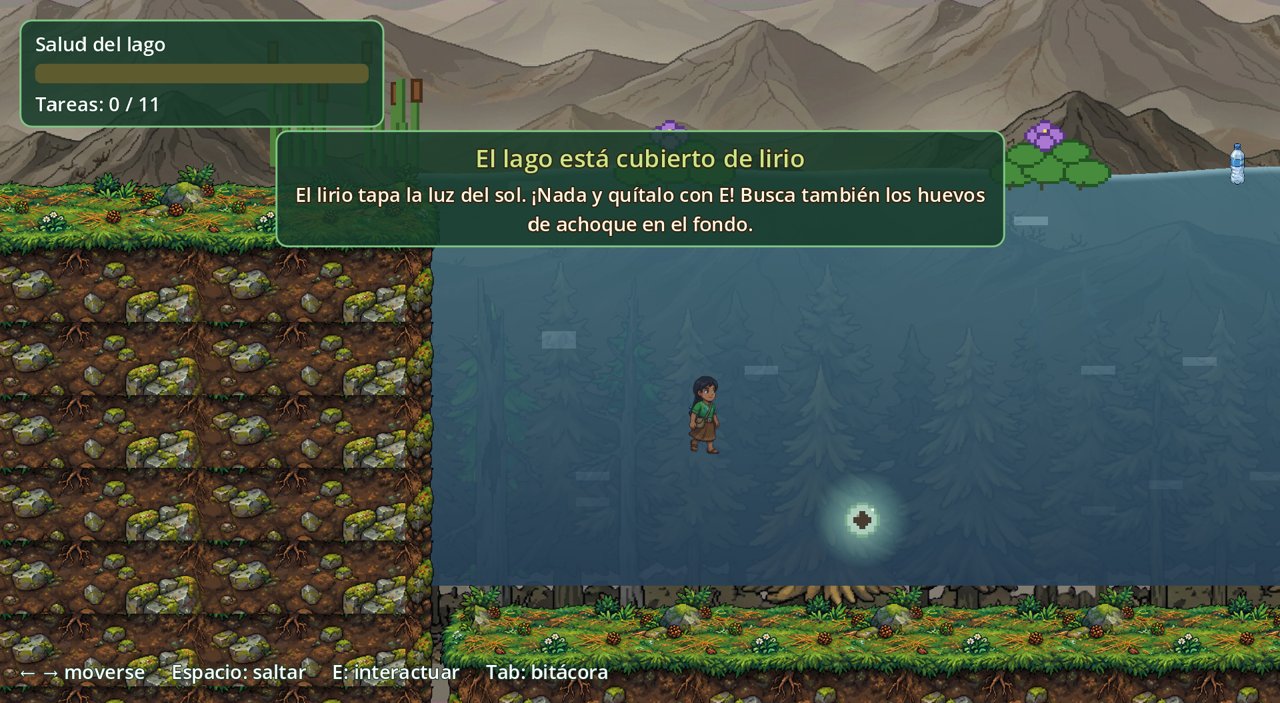 Salud del lago
Tareas: 0 / 11
El lago está cubierto de lirio
El lirio tapa la luz del sol. ¡Nada y quítalo con E! Busca también los huevos
de achoque en el fondo.
← → moverse Espacio: saltar E: interactuar Tab: bitácora